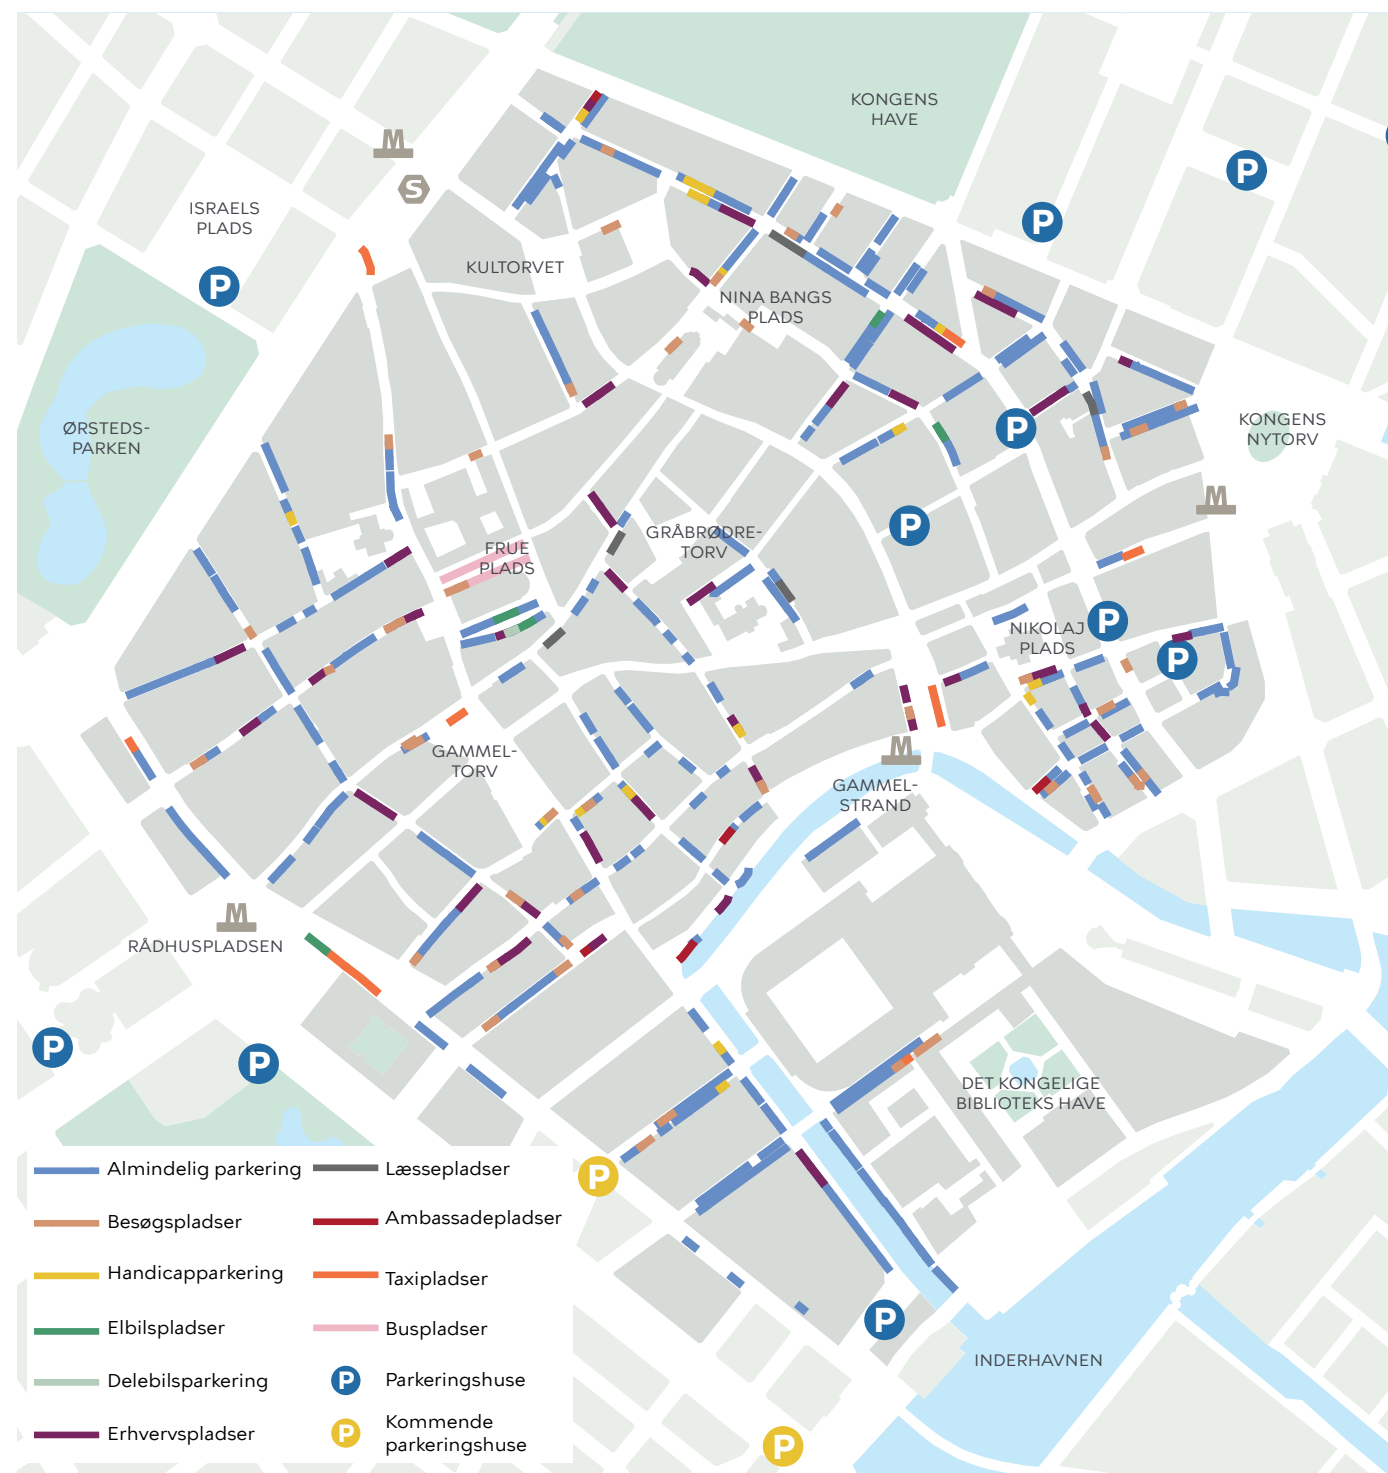 KONGENS
HAVE
M
P
S
ISRAELS
PLADS
P
P
KULTORVET
NINA BANGS
PLADS
ØRSTEDS-
PARKEN
P
KONGENS
NYTORV
M
P
GRÅBRØDRE-
TORV
FRUE
PLADS
P
NIKOLAJ
PLADS
P
GAMMEL-
TORV
M
GAMMEL-
STRAND
M
RÅDHUSPLADSEN
P
P
DET KONGELIGE
BIBLIOTEKS HAVE
P
P
INDERHAVNEN
P
Almindelig parkering
Besøgspladser
Handicapparkering
Elbilspladser
Delebilsparkering
Erhvervspladser
Læssepladser
Ambassadepladser
Taxipladser
Buspladser
P Parkeringshuse
P Kommende
parkeringshuse